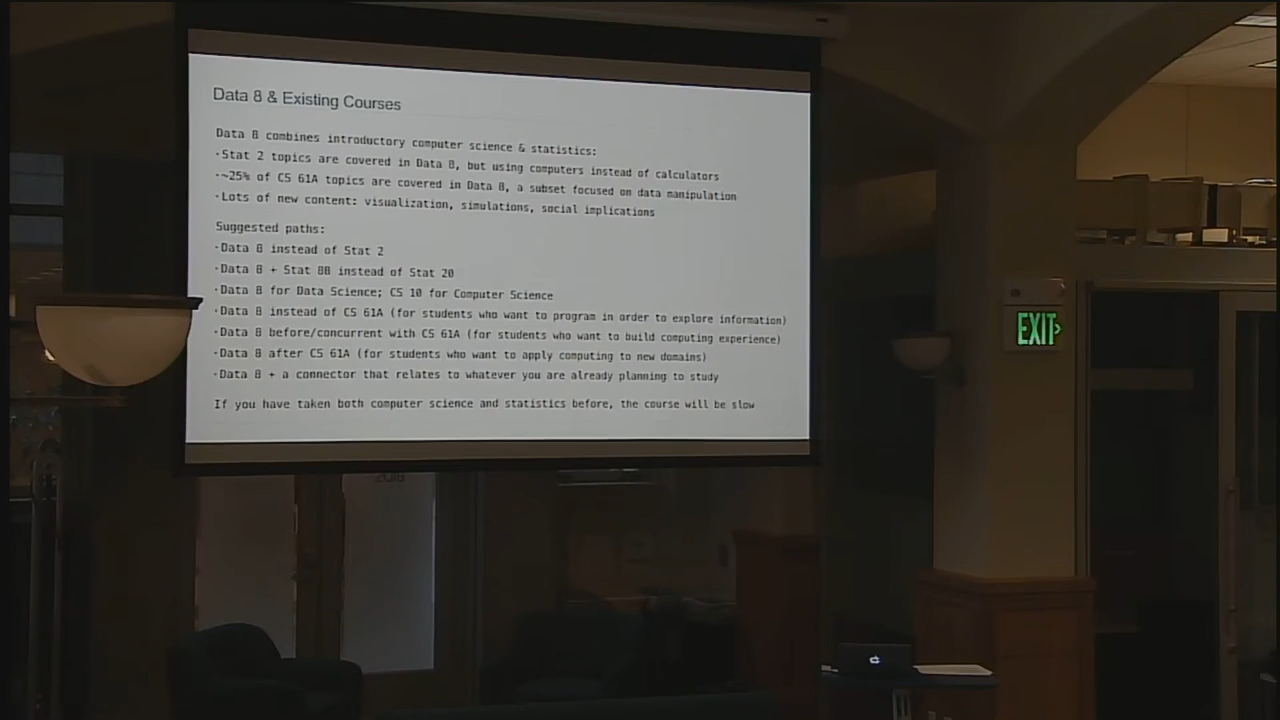 Data 8 & Existing Courses
Data 8 combines introductory computer science & statistics:
·Stat 2 topics are covered in Data 8, but using computers instead of calculators
·~25% of CS 61A topics are covered in Data 8, a subset focused on data manipulation
·Lots of new content: visualization, simulations, social implications
Suggested paths:
·Data 8 instead of Stat 2
·Data 8 + Stat 88 instead of Stat 20
·Data 8 for Data Science; CS 10 for Computer Science
·Data 8 instead of CS 61A (for students who want to program in order to explore information)
·Data 8 before/concurrent with CS 61A (for students who want to build computing experience)
·Data 8 after CS 61A (for students who want to apply computing to new domains)
·Data 8 + a connector that relates to whatever you are already planning to study
If you have taken both computer science and statistics before, the course will be slow
EXIT